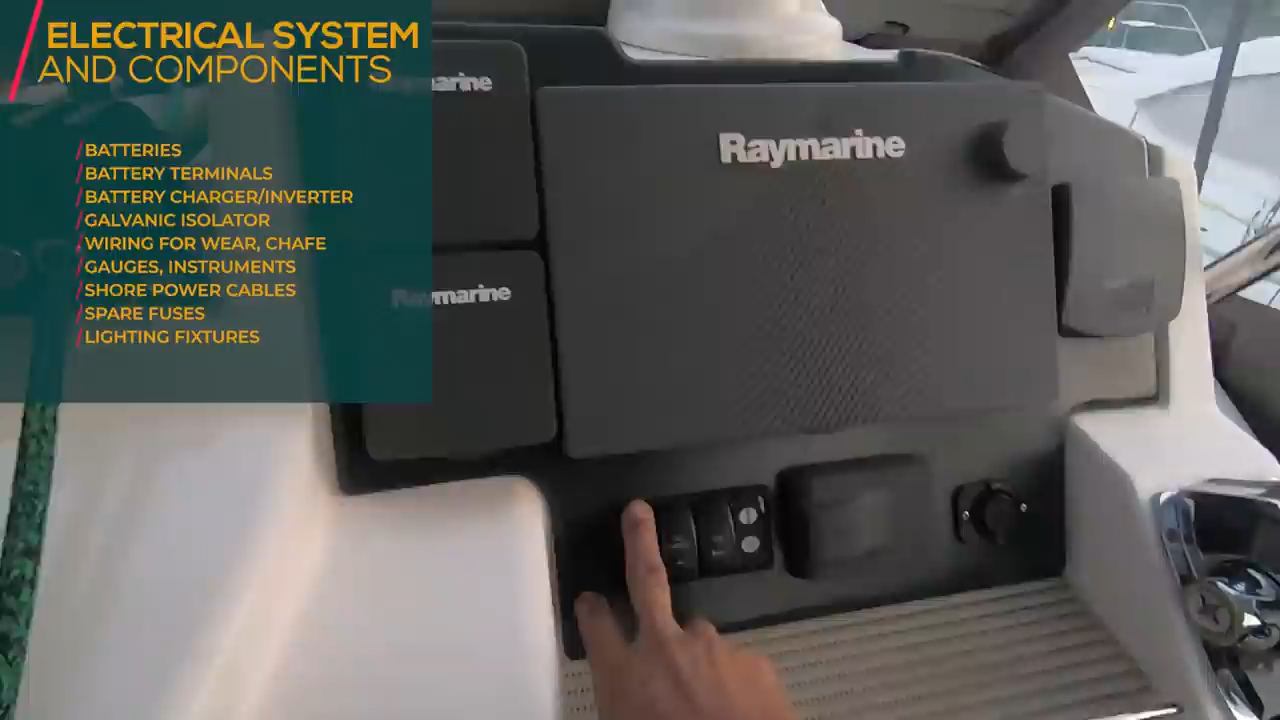 ELECTRICAL SYSTEM
AND COMPONENTS
/BATTERIES
/BATTERY TERMINALS
/BATTERY CHARGER/INVERTER
/GALVANIC ISOLATOR
/WIRING FOR WEAR, CHAFE
/GAUGES, INSTRUMENTS
/SHORE POWER CABLES
/SPARE FUSES
/LIGHTING FIXTURES
marine
Raymarine
Raymarine